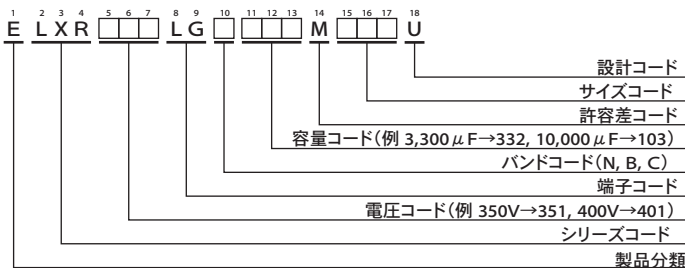 1 2 3 4 5 6 7 8 9 10 11 12 13 14 15 16 17 18
E L X R □□□ L G □ □□□ M □□□ U
設計コード
サイズコード
許容差コード
容量コード(例 3,300μF→332, 10,000μF→103)
バンドコード(N, B, C)
端子コード
電圧コード(例 350V→351, 400V→401)
シリーズコード
製品分類